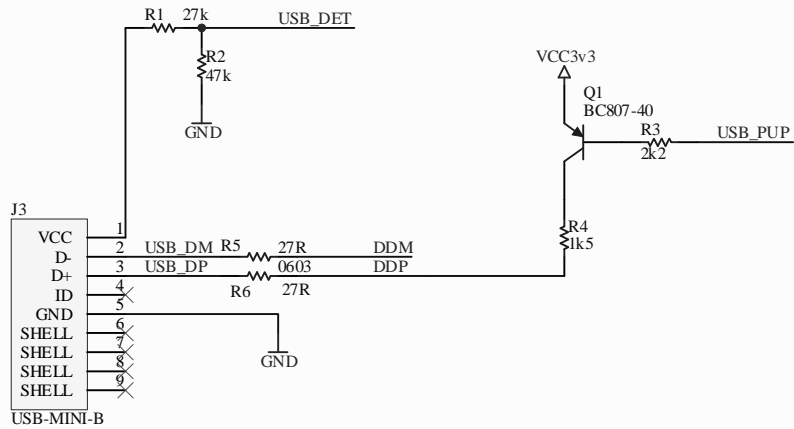 R1 27k
USB_DET
R2
47k
GND
VCC3v3
Q1
BC807-40
R3
2k2
USB_PUP
R4
1k5
J3
VCC 1
D- 2 USB_DM R5 27R DDM
D+ 3 USB_DP R6 0603 DDP
27R
ID 4
GND 5
SHELL 6
SHELL 7
SHELL 8
SHELL 9
GND
USB-MINI-B